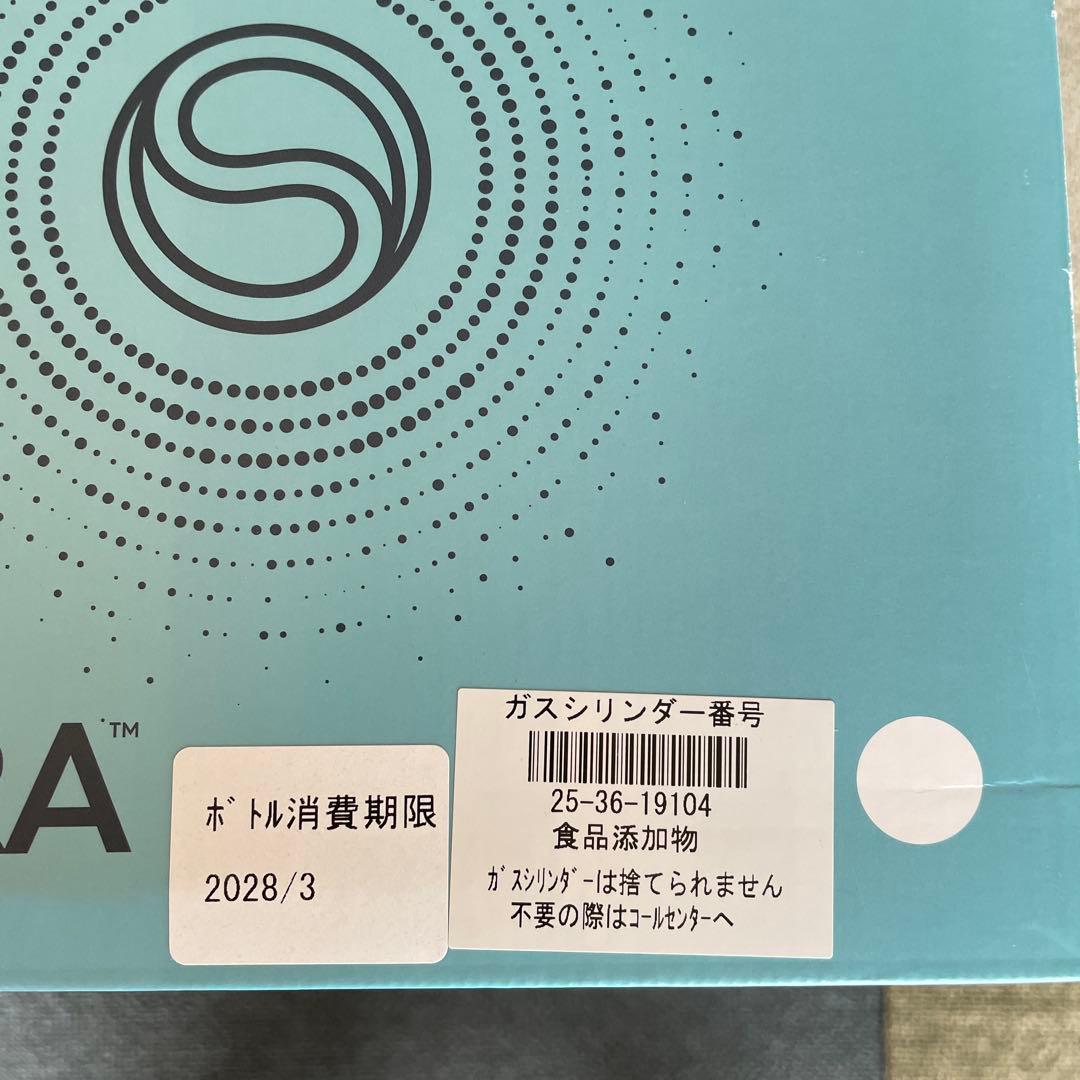 RA™
ボトル消費期限
2028/3
ガスシリンダー番号
25-36-19104
食品添加物
ガスシリンダーは捨てられません
不要の際はコールセンターへ